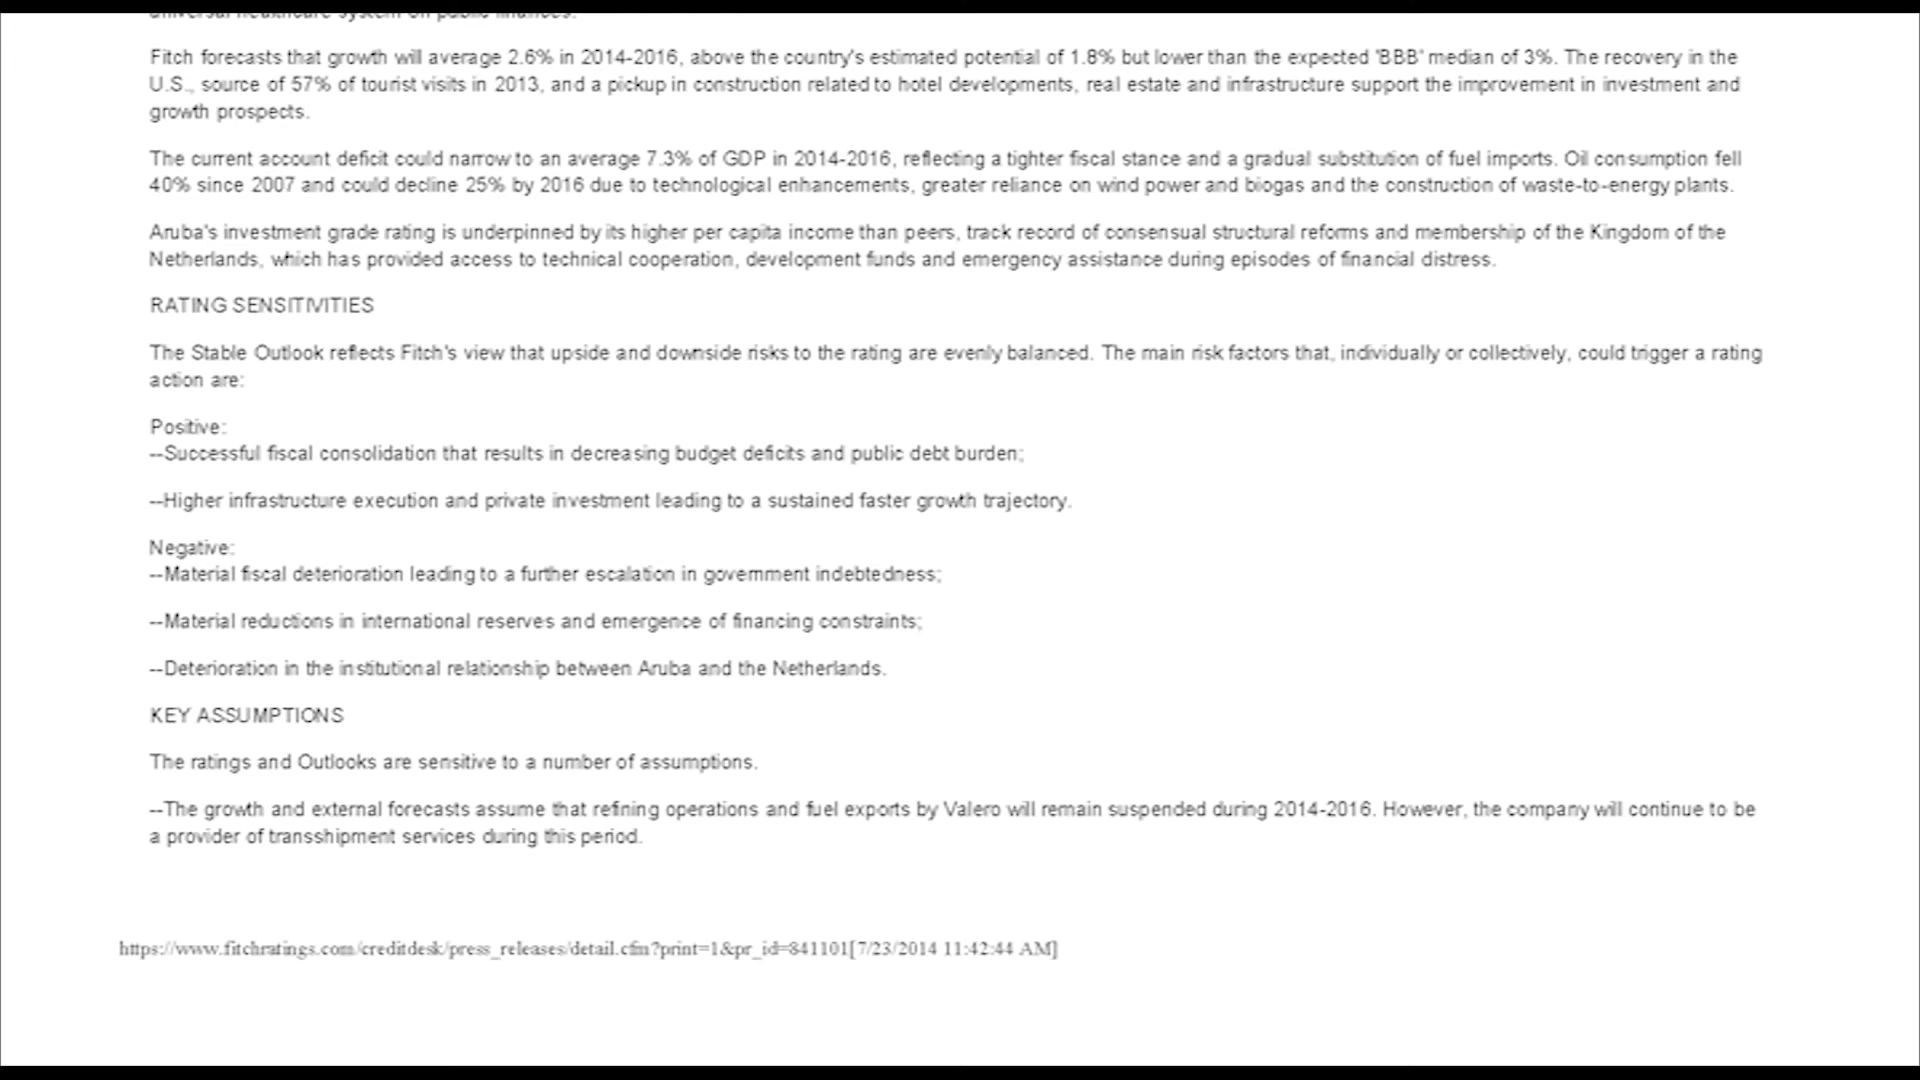 universal healthcare system on public finances.
Fitch forecasts that growth will average 2.6% in 2014-2016, above the country's estimated potential of 1.8% but lower than the expected 'BBB' median of 3%. The recovery in the
U.S., source of 57% of tourist visits in 2013, and a pickup in construction related to hotel developments, real estate and infrastructure support the improvement in investment and
growth prospects.
The current account deficit could narrow to an average 7.3% of GDP in 2014-2016, reflecting a tighter fiscal stance and a gradual substitution of fuel imports. Oil consumption fell
40% since 2007 and could decline 25% by 2016 due to technological enhancements, greater reliance on wind power and biogas and the construction of waste-to-energy plants.
Aruba's investment grade rating is underpinned by its higher per capita income than peers, track record of consensual structural reforms and membership of the Kingdom of the
Netherlands, which has provided access to technical cooperation, development funds and emergency assistance during episodes of financial distress.
RATING SENSITIVITIES
The Stable Outlook reflects Fitch's view that upside and downside risks to the rating are evenly balanced. The main risk factors that, individually or collectively, could trigger a rating
action are:
Positive:
--Successful fiscal consolidation that results in decreasing budget deficits and public debt burden;
--Higher infrastructure execution and private investment leading to a sustained faster growth trajectory.
Negative:
--Material fiscal deterioration leading to a further escalation in government indebtedness;
--Material reductions in international reserves and emergence of financing constraints;
--Deterioration in the institutional relationship between Aruba and the Netherlands.
KEY ASSUMPTIONS
The ratings and Outlooks are sensitive to a number of assumptions.
--The growth and external forecasts assume that refining operations and fuel exports by Valero will remain suspended during 2014-2016. However, the company will continue to be
a provider of transshipment services during this period.
https://www.fitchratings.com/creditdesk/press_releases/detail.cfm?print=1&pr_id=841101[7/23/2014 11:42:44 AM]